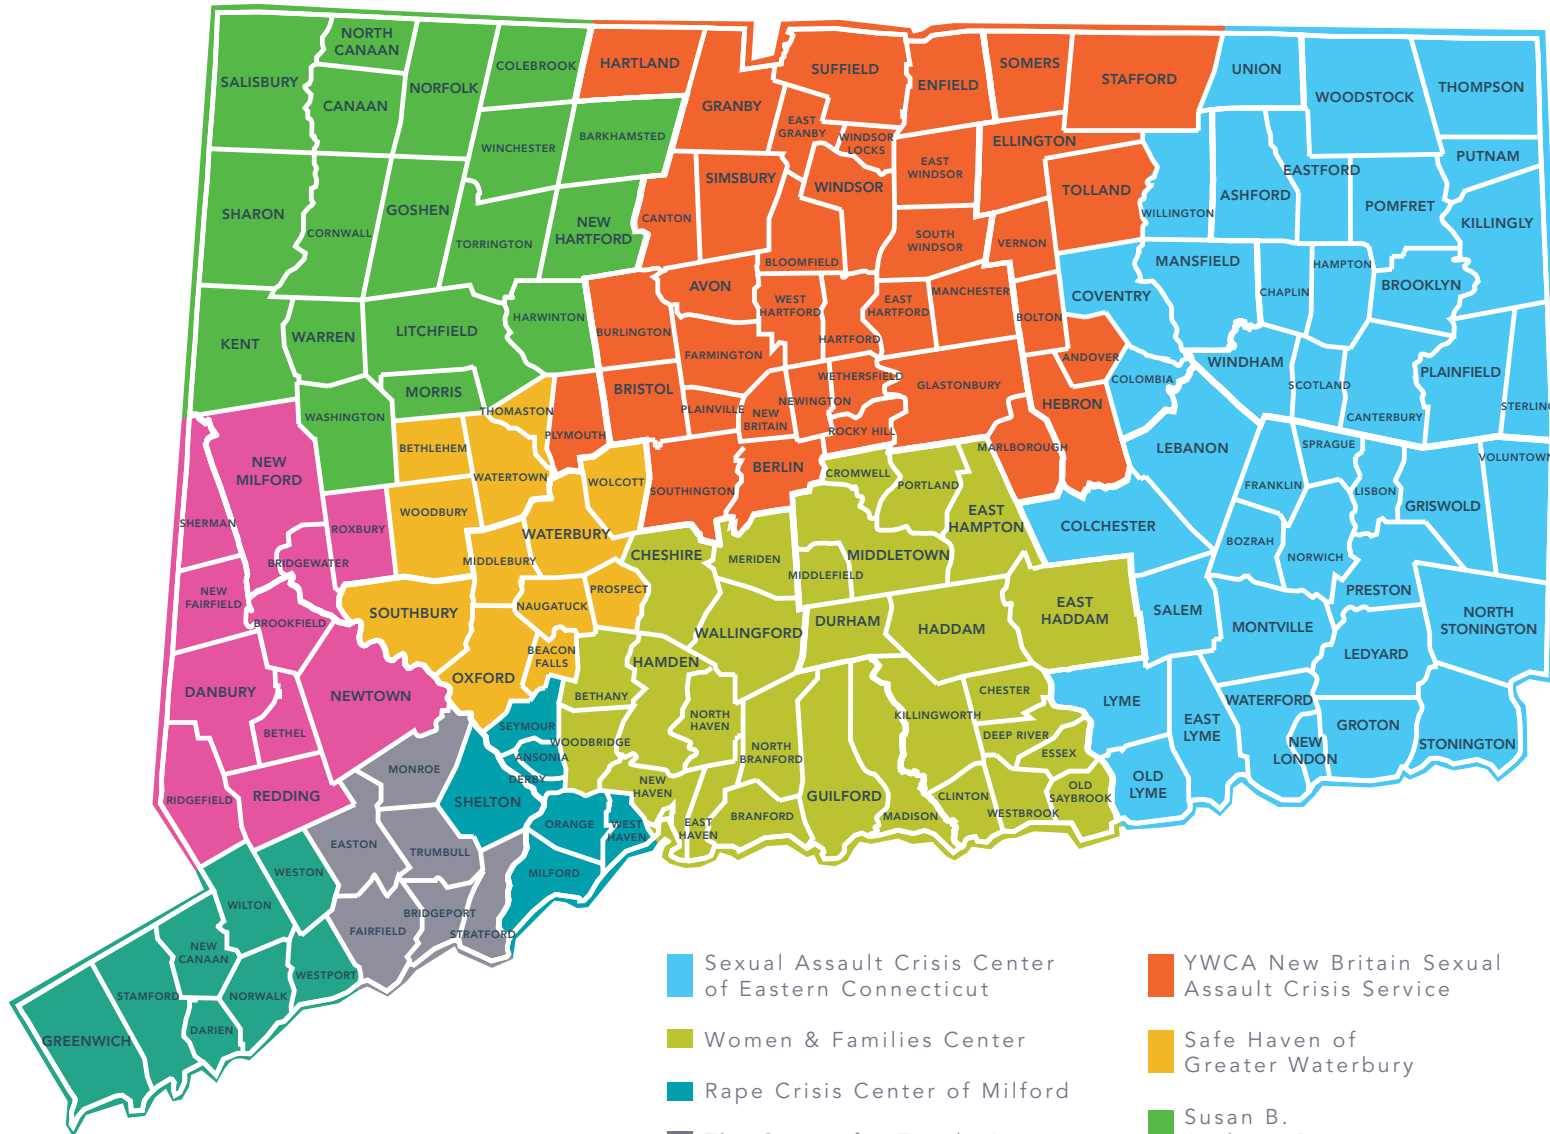 NORTH
CANAAN
SALISBURY
CANAAN
NORFOLK
COLEBROOK
HARTLAND
GRANBY
SUFFIELD
ENFIELD
SOMERS
STAFFORD
UNION
WOODSTOCK
THOMPSON
WINCHESTER
BARKHAMSTED
EAST
GRANBY
WINDSOR
LOCKS
EAST
WINDSOR
ELLINGTON
TOLLAND
WILLINGTON
ASHFORD
EASTFORD
PUTNAM
POMFRET
KILLINGLY
SHARON
CORNWALL
GOSHEN
TORRINGTON
NEW
HARTFORD
CANTON
SIMSBURY
WINDSOR
BLOOMFIELD
SOUTH
WINDSOR
VERNON
MANSFIELD
COVENTRY
CHAPLIN
HAMPTON
BROOKLYN
KENT
WARREN
LITCHFIELD
HARWINTON
BURLINGTON
AVON
WEST
HARTFORD
HARTFORD
EAST
HARTFORD
MANCHESTER
BOLTON
ANDOVER
COLOMBIA
WINDHAM
SCOTLAND
CANTERBURY
PLAINFIELD
STERLING
WASHINGTON
MORRIS
THOMASTON
PLYMOUTH
BRISTOL
FARMINGTON
PLAINVILLE
NEW
BRITAIN
NEWINGTON
WETHERSFIELD
ROCKY HILL
GLASTONBURY
HEBRON
MARLBOROUGH
LEBANON
SPRAGUE
FRANKLIN
LISBON
GRISWOLD
VOLUNTOWN
NEW
MILFORD
SHERMAN
BRIDGEWATER
ROXBURY
BETHLEHEM
WATERTOWN
WOODBURY
WOLCOTT
WATERBURY
MIDDLEBURY
SOUTHINGTON
BERLIN
CROMWELL
PORTLAND
EAST
HAMPTON
COLCHESTER
BOZRAH
NORWICH
PRESTON
NEW
FAIRFIELD
BROOKFIELD
SOUTHBURY
NAUGATUCK
PROSPECT
CHESHIRE
MERIDEN
MIDDLEFIELD
MIDDLETOWN
DURHAM
HADDAM
EAST
HADDAM
SALEM
MONTVILLE
LEDYARD
NORTH
STONINGTON
DANBURY
NEWTOWN
BETHEL
OXFORD
BEACON
FALLS
BETHANY
HAMDEN
WALLINGFORD
NORTH
HAVEN
NORTH
BRANFORD
KILLINGWORTH
CHESTER
DEEP RIVER
ESSEX
LYME
EAST
LYME
WATERFORD
NEW
LONDON
GROTON
STONINGTON
RIDGEFIELD
REDDING
MONROE
SEYMOUR
ANSONIA
DERBY
WOODBRIDGE
SHELTON
ORANGE
WEST
HAVEN
NEW
HAVEN
EAST
HAVEN
BRANFORD
GUILFORD
MADISON
CLINTON
WESTBROOK
OLD
SAYBROOK
OLD
LYME
EASTON
TRUMBULL
MILFORD
WESTON
WILTON
FAIRFIELD
BRIDGEPORT
STRATFORD
NEW
CANAAN
WESTPORT
NORWALK
STAMFORD
DARIEN
GREENWICH
Sexual Assault Crisis Center
of Eastern Connecticut
Women & Families Center
Rape Crisis Center of Milford
YWCA New Britain Sexual
Assault Crisis Service
Safe Haven of
Greater Waterbury
Susan B.